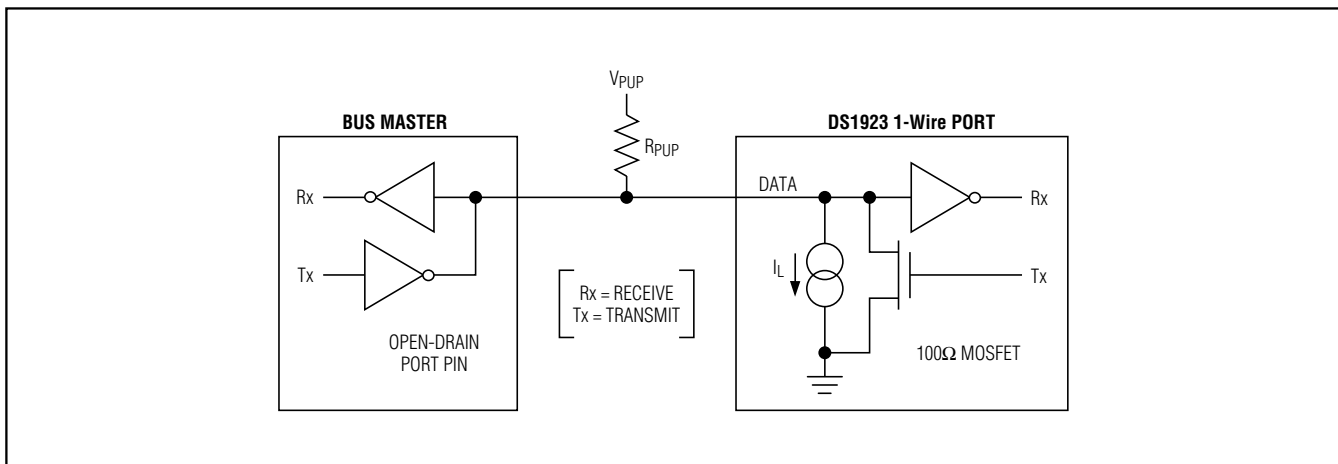 VPUP
BUS MASTER
DS1923 1-Wire PORT
RPUP
Rx
DATA
Rx
Tx
IL
Tx
Rx = RECEIVE
Tx = TRANSMIT
OPEN-DRAIN
PORT PIN
100Ω MOSFET